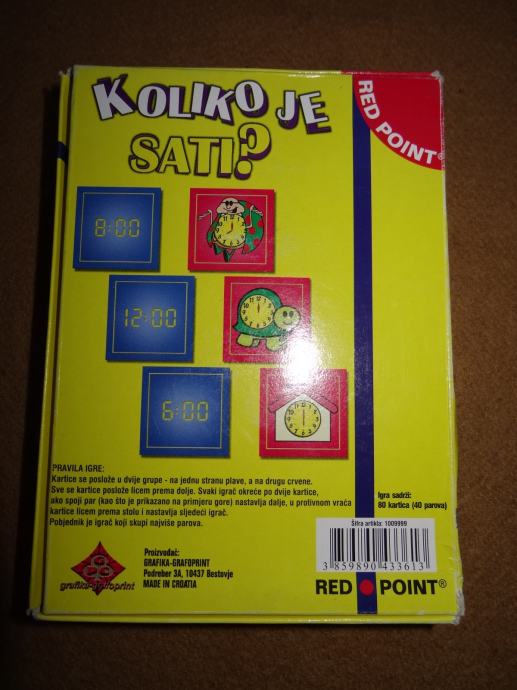 KOLIKO JE
SATI?
RED POINT®
8:00
12:00
6:00
PRAVILA IGRE:
Kartice se poslože u dvije grupe - na jednu stranu plave, a na drugu crvene.
Sve se kartice poslože licem prema dolje. Svaki igrač okreće po dvije kartice,
ako spoji par (kao što je prikazano na primjeru gore) nastavlja dalje, u protivnom vraća
kartice licem prema stolu i nastavlja sljedeći igrač.
Pobjednik je igrač koji skupi najviše parova.
Igra sadrži:
80 kartica (40 parova)
Šifra artikla: 1009999
3 859890 433613
RED POINT®
grafika-grafoprint
Proizvođač:
GRAFIKA-GRAFOPRINT
Podreber 3A, 10437 Bestovje
MADE IN CROATIA